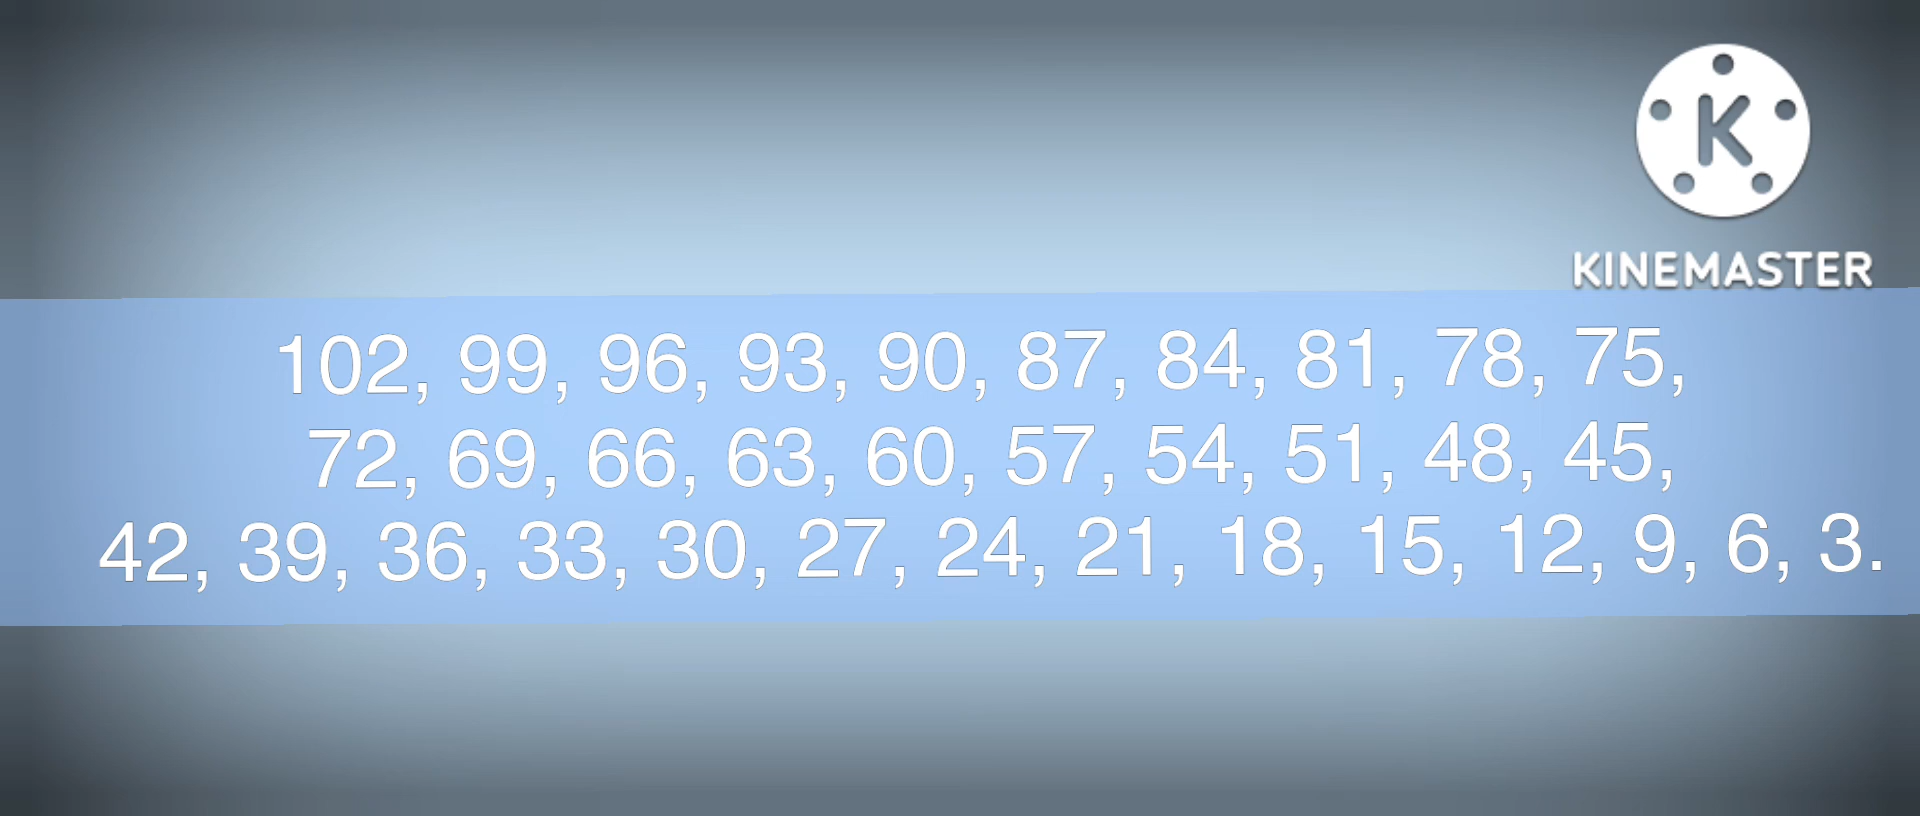 K
KINEMASTER
102, 99, 96, 93, 90, 87, 84, 81, 78, 75,
72, 69, 66, 63, 60, 57, 54, 51, 48, 45,
42, 39, 36, 33, 30, 27, 24, 21, 18, 15, 12, 9, 6, 3.